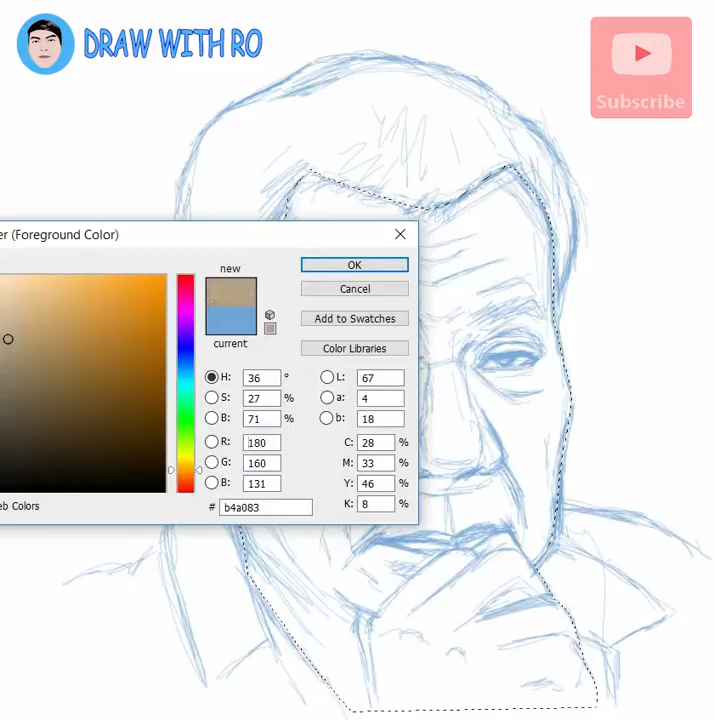 DRAW WITH RO
Subscribe
er (Foreground Color)
new
OK
Cancel
Add to Swatches
current
Color Libraries
H: 36 ° L: 67
S: 27 % a: 4
B: 71 % b: 18
R: 180 C: 28 %
G: 160 M: 33 %
B: 131 Y: 46 %
K: 8 %
eb Colors # b4a083